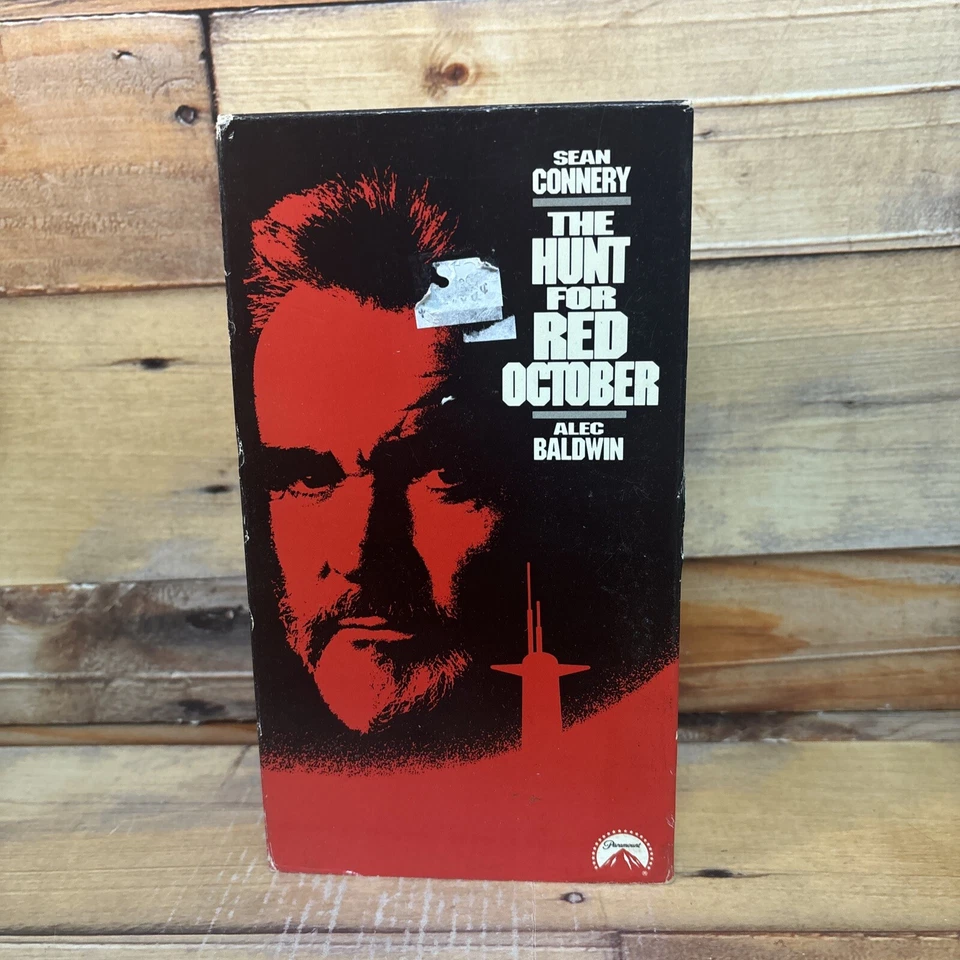 SEAN
CONNERY
THE
HUNT
FOR
RED
OCTOBER
ALEC
BALDWIN
Paramount
®